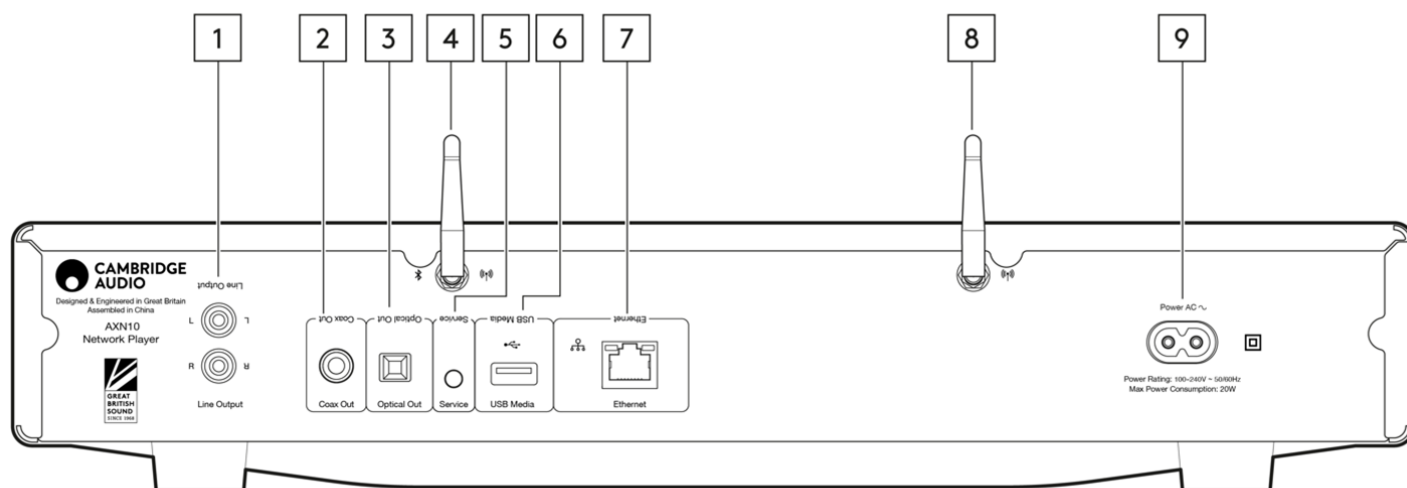 1 2 3 4 5 6 7 8 9
CAMBRIDGE
AUDIO
Designed & Engineered in Great Britain
Assembled in China
AXN10
Network Player
GREAT
BRITISH
SOUND
SINCE 1968
Line Output
L L
R R
Line Output
Coax Out
Coax Out
Optical Out
Optical Out
Service
Service
USB Media
USB Media
Ethernet
Ethernet
Power AC ~
Power Rating: 100-240V ~ 50/60Hz
Max Power Consumption: 20W